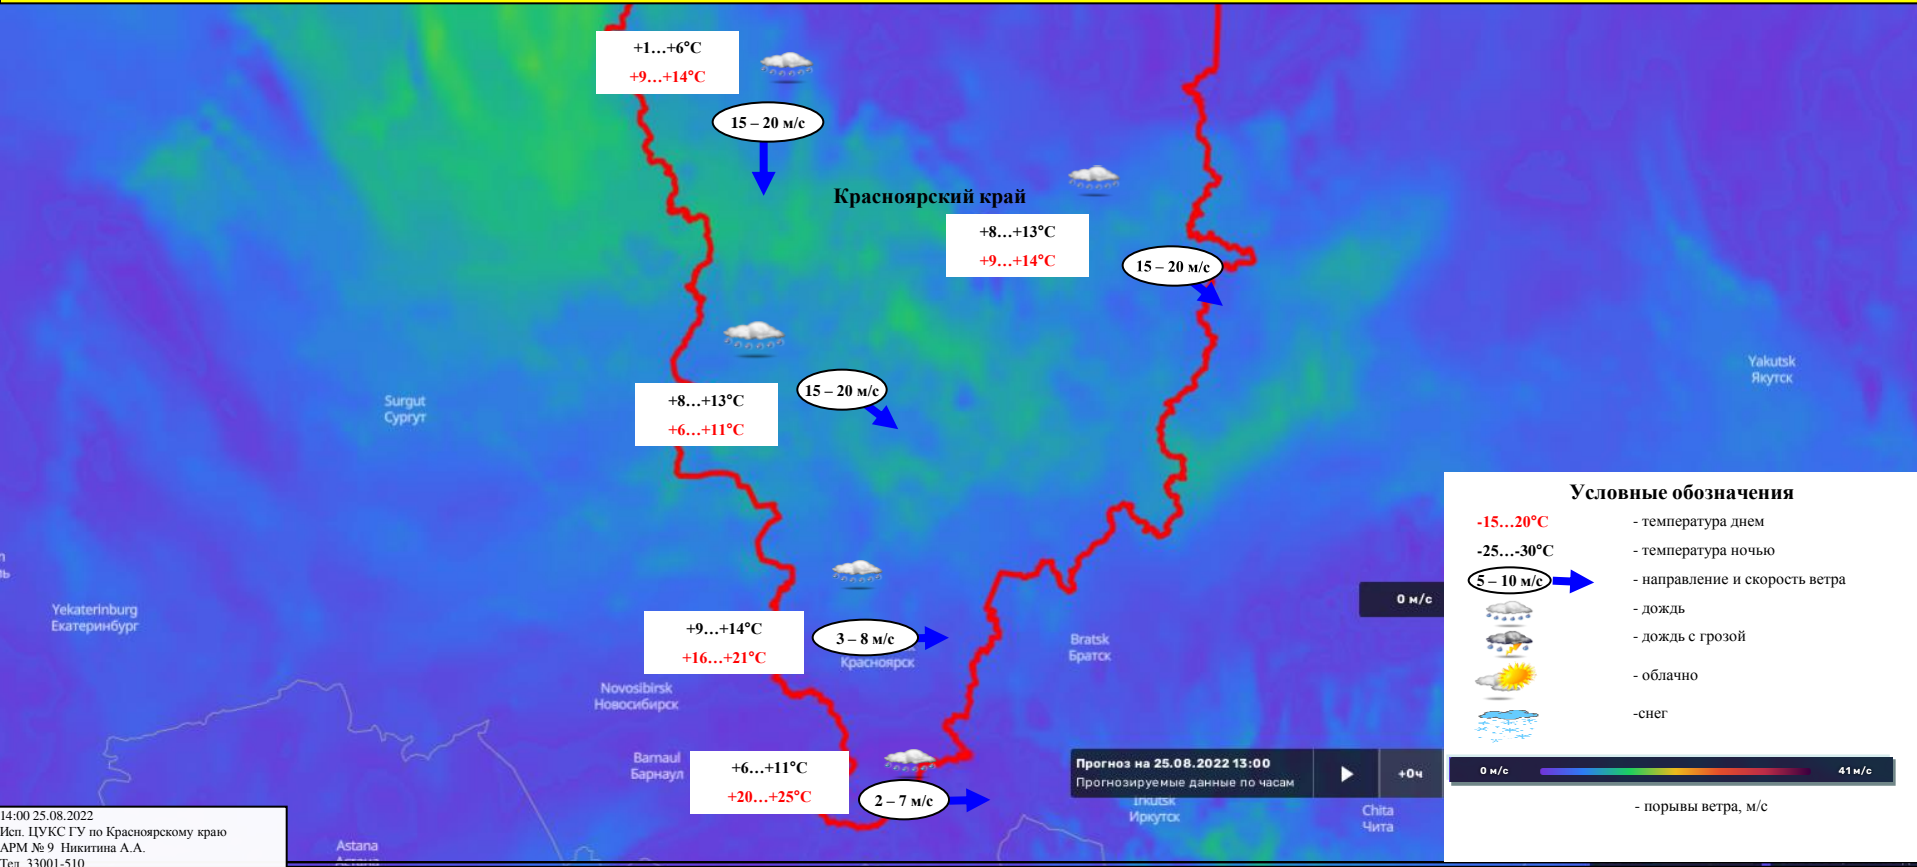 +1...+6°C
+9...+14°C
15 – 20 м/с
Красноярский край
+8...+13°C
+9...+14°C
15 – 20 м/с
Yakutsk
Якутск
Surgut
Сургут
+8...+13°C
+6...+11°C
15 – 20 м/с
Условные обозначения
-15...20°C - температура днем
-25...-30°C - температура ночью
5 – 10 м/с - направление и скорость ветра
- дождь
- дождь с грозой
- облачно
-снег
0 м/с 41 м/с
- порывы ветра, м/с
0 м/с
Yekaterinburg
Екатеринбург
+9...+14°C
+16...+21°C
3 – 8 м/с
Красноярск
Bratsk
Братск
Novosibirsk
Новосибирск
Barnaul
Барнаул
+6...+11°C
+20...+25°C
2 – 7 м/с
Прогноз на 25.08.2022 13:00
Прогнозируемые данные по часам
+0ч
Irkutsk
Иркутск
Chita
Чита
14:00 25.08.2022
Исп. ЦУКС ГУ по Красноярскому краю
АРМ № 9 Никитина А.А.
Тел. 33001-510
Astana